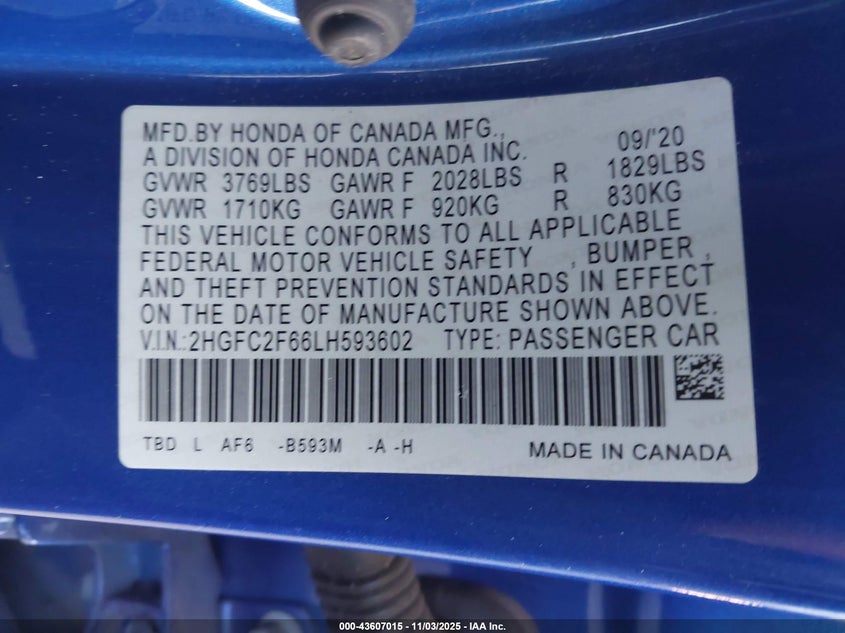 MFD.BY HONDA OF CANADA MFG., 09/'20
A DIVISION OF HONDA CANADA INC.
GVWR 3769LBS GAWR F 2028LBS R 1829LBS
GVWR 1710KG GAWR F 920KG R 830KG
THIS VEHICLE CONFORMS TO ALL APPLICABLE
FEDERAL MOTOR VEHICLE SAFETY , BUMPER ,
AND THEFT PREVENTION STANDARDS IN EFFECT
ON THE DATE OF MANUFACTURE SHOWN ABOVE.
V.I.N.:2HGFC2F66LH593602 TYPE: PASSENGER CAR
TBD L AF6 -B593M -A -H MADE IN CANADA
000-43607015 - 11/03/2025 - IAA Inc.